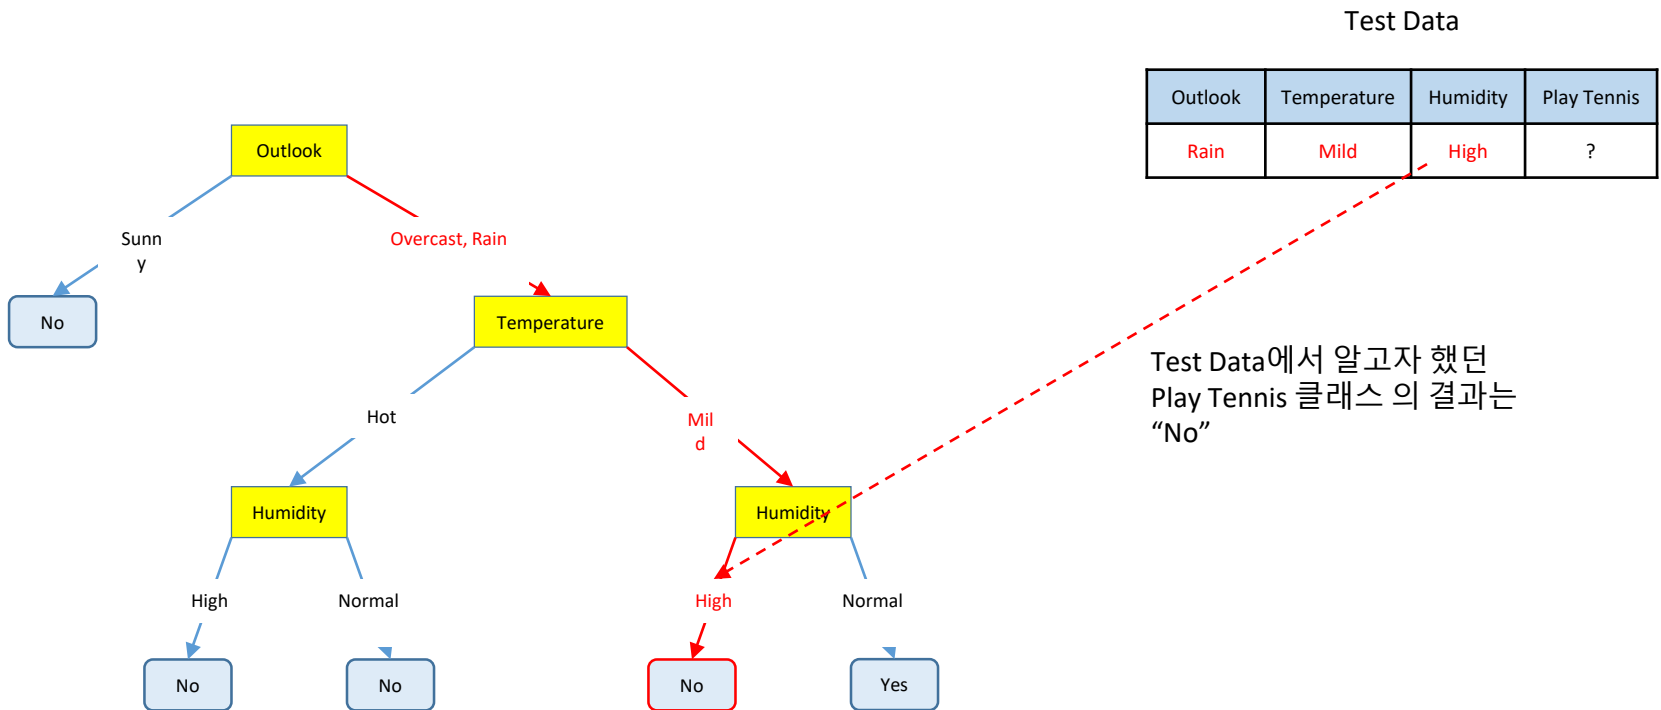 Test Data
Outlook Temperature Humidity Play Tennis
Rain Mild High ?
Outlook
Sunn
y
Overcast, Rain
No
Temperature
Test Data에서 알고자 했던
Play Tennis 클래스 의 결과는
“No”
Hot
Mil
d
Humidity
Humidity
High
Normal
High
Normal
No
No
No
Yes